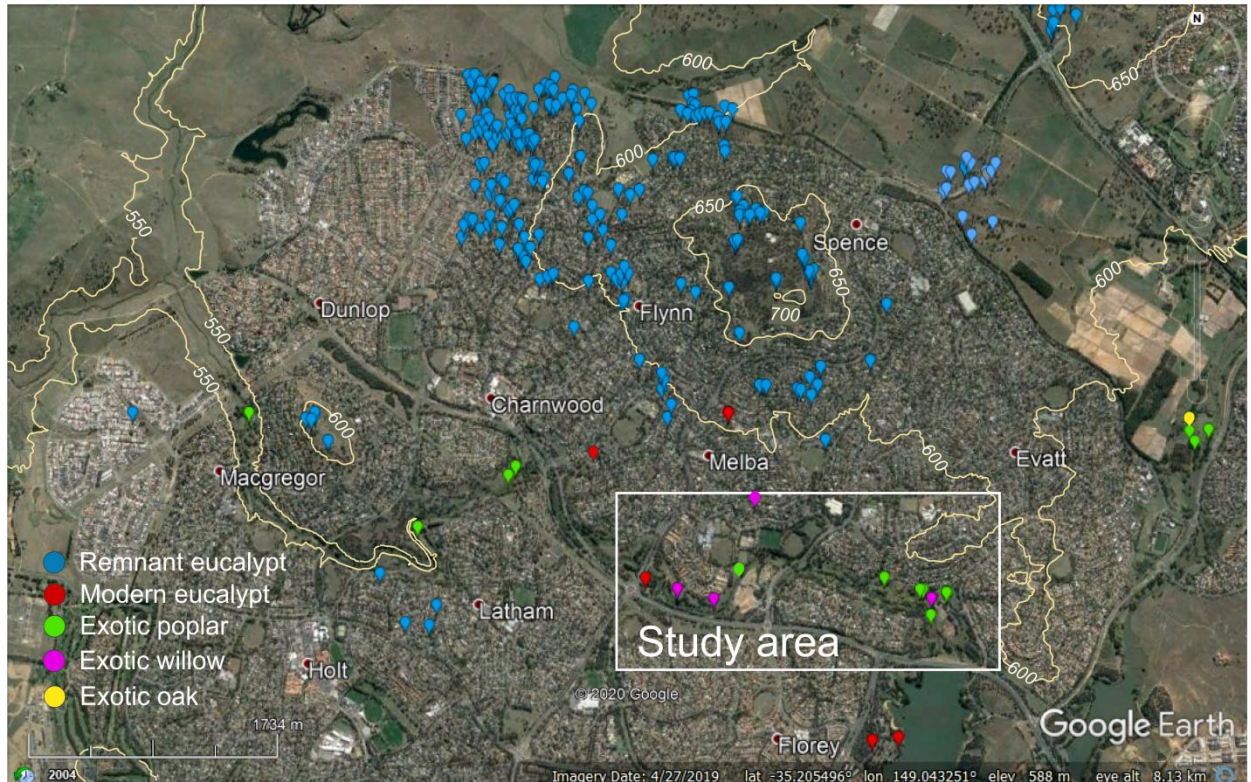 N
600
650
550
650
600
Spence
600
550
Dunlop
Flynn
650
700
550
Charnwood
600
Macgregor
Melba
600
Evatt
Remnant eucalypt
Modern eucalypt
Exotic poplar
Exotic willow
Exotic oak
Latham
Holt
Study area
600
© 2020 Google
1734 m
Florey
Google Earth
2004
Imagery Date: 4/27/2019 lat -35.205496° lon 149.043251° elev 588 m eye alt 8.13 km